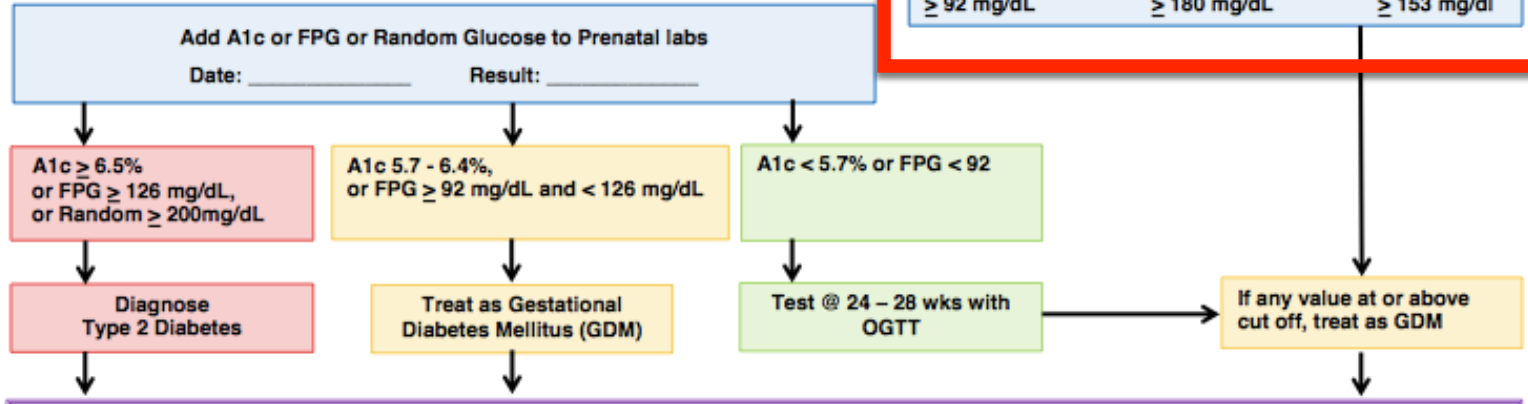 ≥ 92 mg/dL ≥ 180 mg/dL ≥ 153 mg/dl
Add A1c or FPG or Random Glucose to Prenatal labs
Date: _______________ Result: ______________
A1c ≥ 6.5%
or FPG ≥ 126 mg/dL,
or Random ≥ 200mg/dL
A1c 5.7 - 6.4%,
or FPG ≥ 92 mg/dL and < 126 mg/dL
A1c < 5.7% or FPG < 92
Diagnose
Type 2 Diabetes
Treat as Gestational
Diabetes Mellitus (GDM)
Test @ 24 – 28 wks with
OGTT
If any value at or above
cut off, treat as GDM